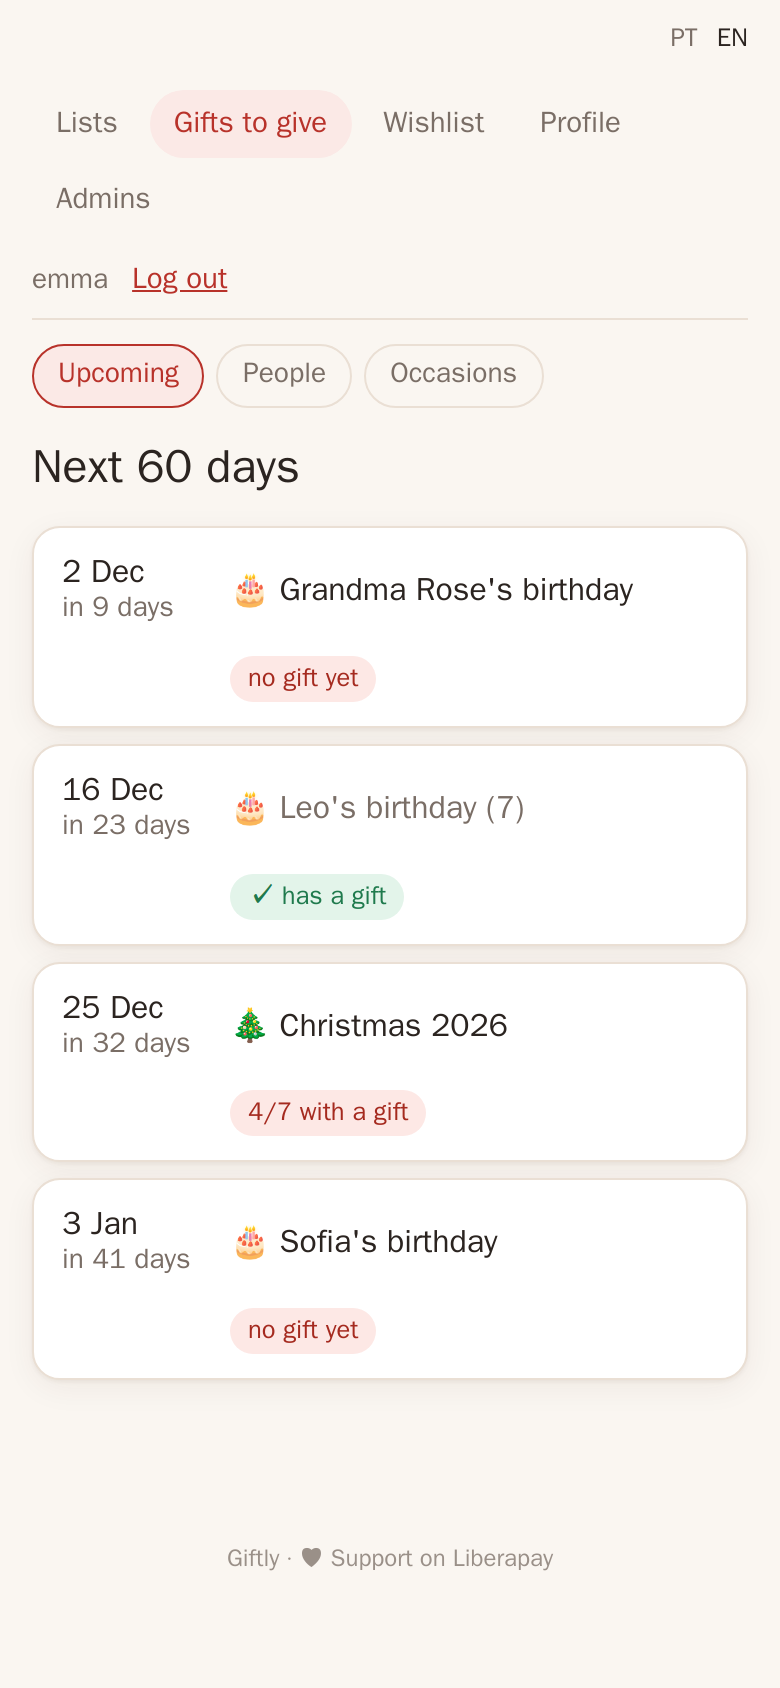 PT EN
Lists Gifts to give Wishlist Profile
Admins
emma Log out
Upcoming People Occasions
Next 60 days
2 Dec
in 9 days
🎂 Grandma Rose's birthday
no gift yet
16 Dec
in 23 days
🎂 Leo's birthday (7)
✓ has a gift
25 Dec
in 32 days
🎄 Christmas 2026
4/7 with a gift
3 Jan
in 41 days
🎂 Sofia's birthday
no gift yet
Giftly · ♥ Support on Liberapay